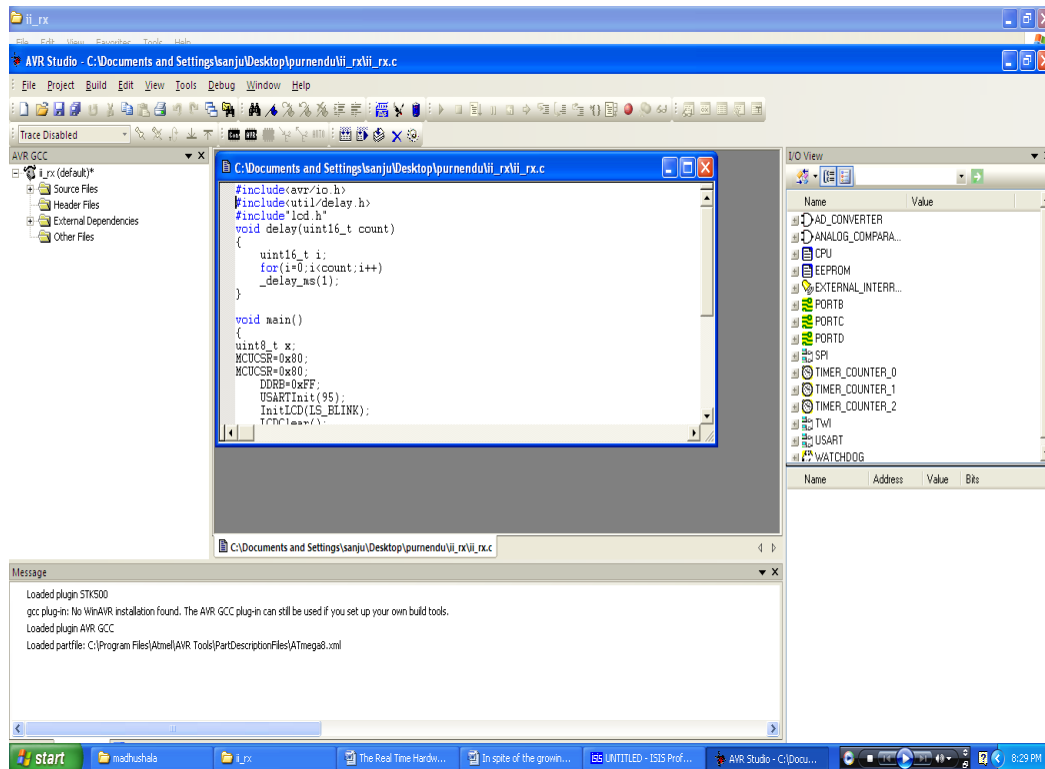 ii_rx
File Edit View Favorites Tools Help
AVR Studio - C:\Documents and Settings\sanju\Desktop\purnendu\ii_rx\ii_rx.c
File Project Build Edit View Tools Debug Window Help
Trace Disabled
AVR GCC
ii_rx (default)*
Source Files
Header Files
External Dependencies
Other Files
C:\Documents and Settings\sanju\Desktop\purnendu\ii_rx\ii_rx.c
#include<avr/io.h>
#include<util/delay.h>
#include"lcd.h"
void delay(uint16_t count)
{
uint16_t i;
for(i=0;i<count;i++)
_delay_ms(1);
}
void main()
{
uint8_t x;
MCUCSR=0x80;
MCUCSR=0x80;
DDRB=0xFF;
USARTInit(95);
InitLCD(LS_BLINK);
LCDClear();
C:\Documents and Settings\sanju\Desktop\purnendu\ii_rx\ii_rx.c
I/O View
Name Value
AD_CONVERTER
ANALOG_COMPARA...
CPU
EEPROM
EXTERNAL_INTERR...
PORTB
PORTC
PORTD
SPI
TIMER_COUNTER_0
TIMER_COUNTER_1
TIMER_COUNTER_2
TWI
USART
WATCHDOG
Name Address Value Bits
Message
Loaded plugin STK500
gcc plug-in: No WinAVR installation found. The AVR GCC plug-in can still be used if you set up your own build tools.
Loaded plugin AVR GCC
Loaded partfile: C:\Program Files\Atmel\AVR Tools\PartDescriptionFiles\ATmega8.xml
start
madhushala
ii_rx
The Real Time Hardw...
In spite of the growin...
UNTITLED - ISIS Prof...
AVR Studio - C:\Docu...
8:29 PM